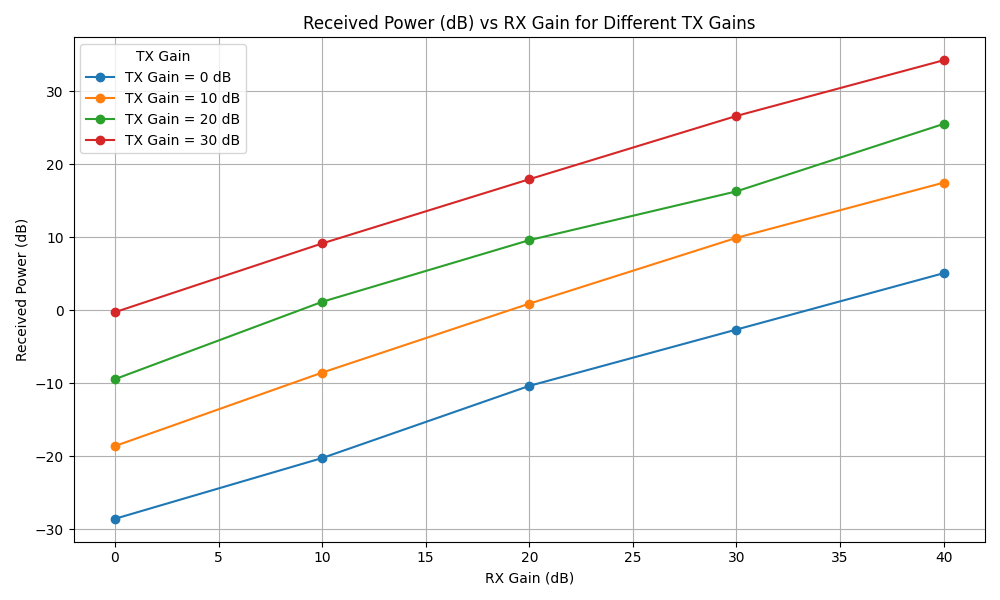 Received Power (dB) vs RX Gain for Different TX Gains
TX Gain
TX Gain = 0 dB
TX Gain = 10 dB
TX Gain = 20 dB
TX Gain = 30 dB
Received Power (dB)
30
20
10
0
−10
−20
−30
0 5 10 15 20 25 30 35 40
RX Gain (dB)